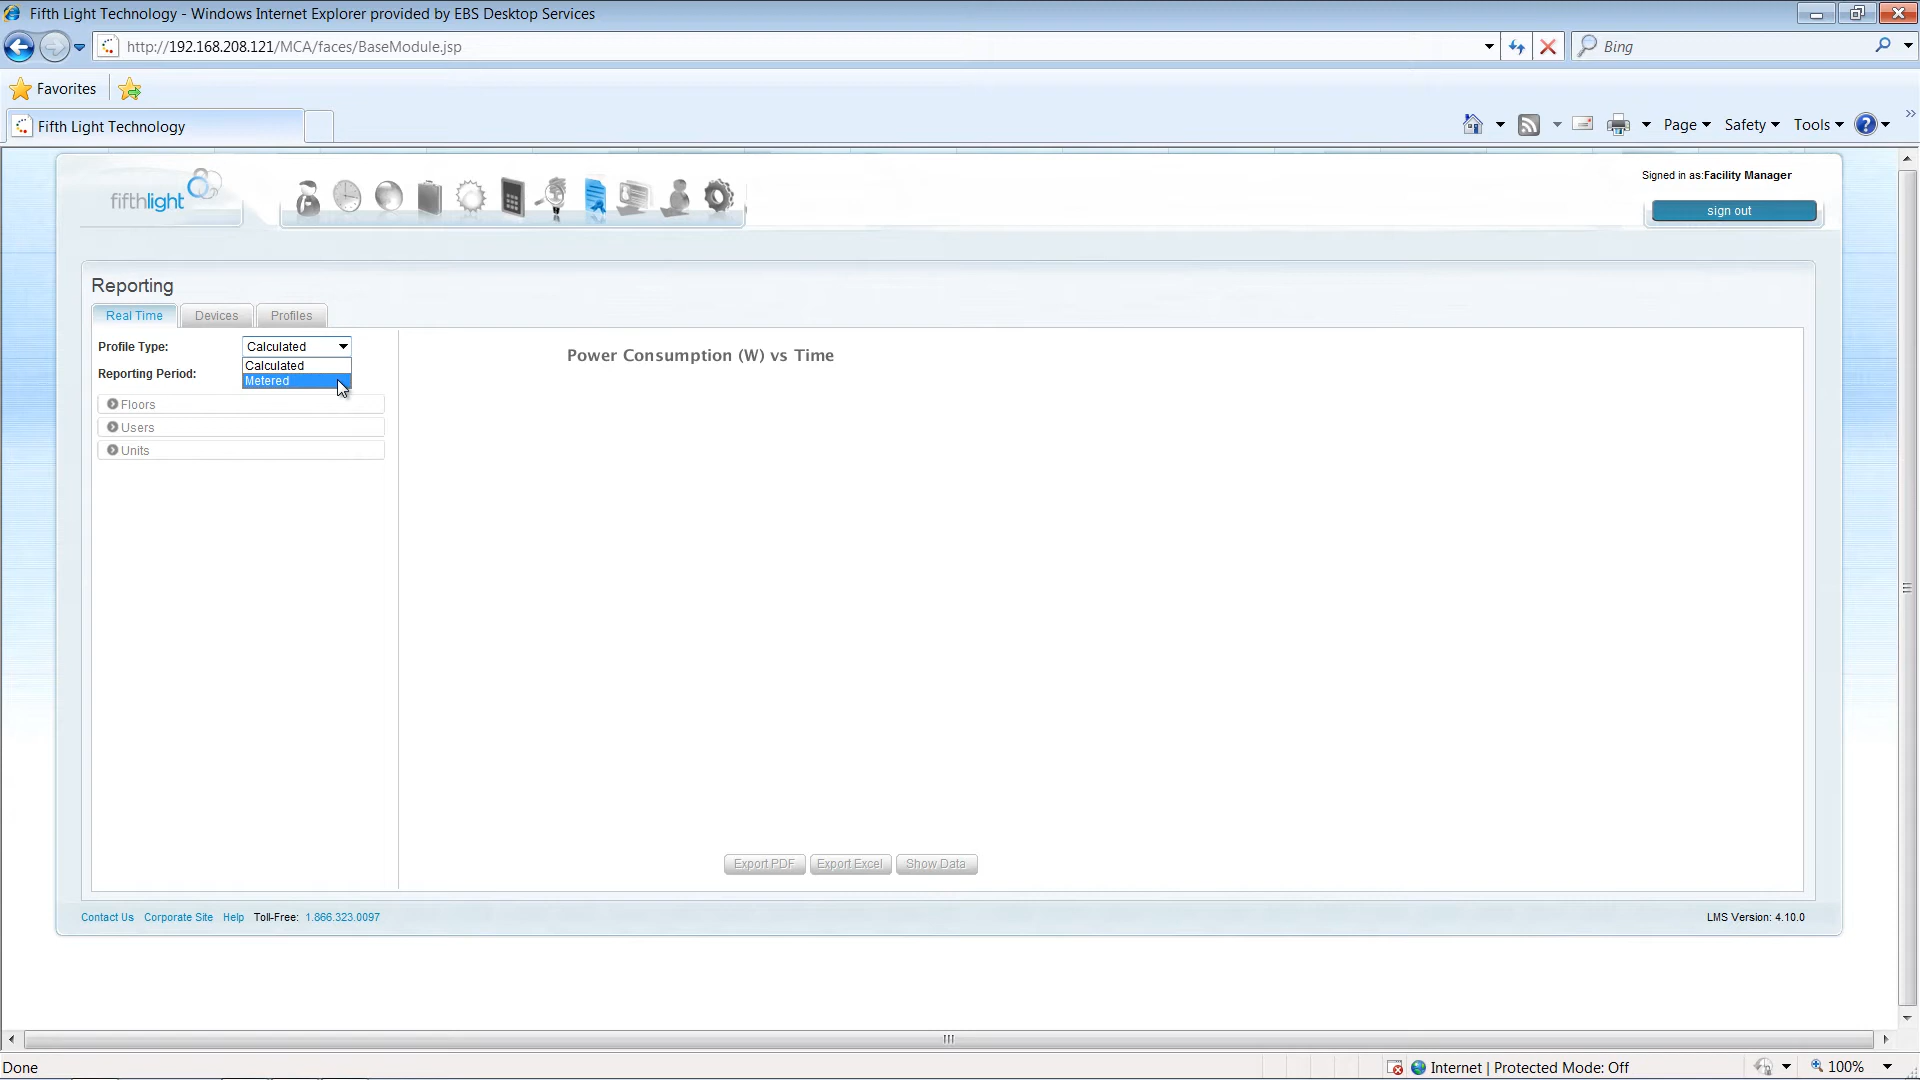 Fifth Light Technology - Windows Internet Explorer provided by EBS Desktop Services
http://192.168.208.121/MCA/faces/BaseModule.jsp
Bing
Favorites
Fifth Light Technology
Page
Safety
Tools
fifthlight
Signed in as:Facility Manager
sign out
Reporting
Real Time
Devices
Profiles
Profile Type:
Calculated
Calculated
Metered
Reporting Period:
Floors
Users
Units
Power Consumption (W) vs Time
Export PDF
Export Excel
Show Data
Contact Us Corporate Site Help Toll-Free: 1.866.323.0097
LMS Version: 4.10.0
Done
Internet | Protected Mode: Off
100%